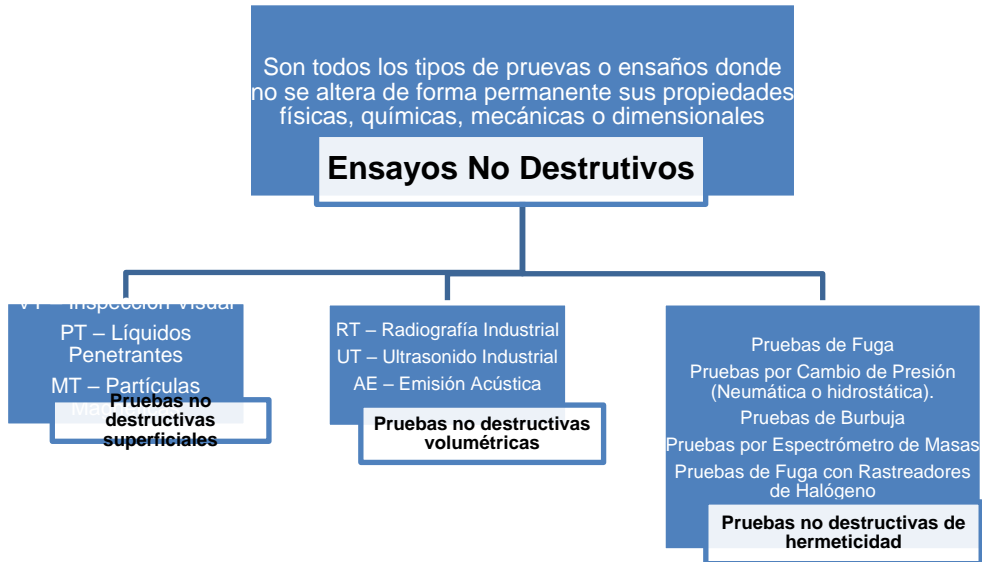 Son todos los tipos de pruevas o ensaños donde
no se altera de forma permanente sus propiedades
físicas, químicas, mecánicas o dimensionales
Ensayos No Destrutivos
VT – Inspección Visual
PT – Líquidos
Penetrantes
MT – Partículas
Pruebas no
destructivas
superficiales
RT – Radiografía Industrial
UT – Ultrasonido Industrial
AE – Emisión Acústica
Pruebas no destructivas
volumétricas
Pruebas de Fuga
Pruebas por Cambio de Presión
(Neumática o hidrostática).
Pruebas de Burbuja
Pruebas por Espectrómetro de Masas
Pruebas de Fuga con Rastreadores
de Halógeno
Pruebas no destructivas de
hermeticidad